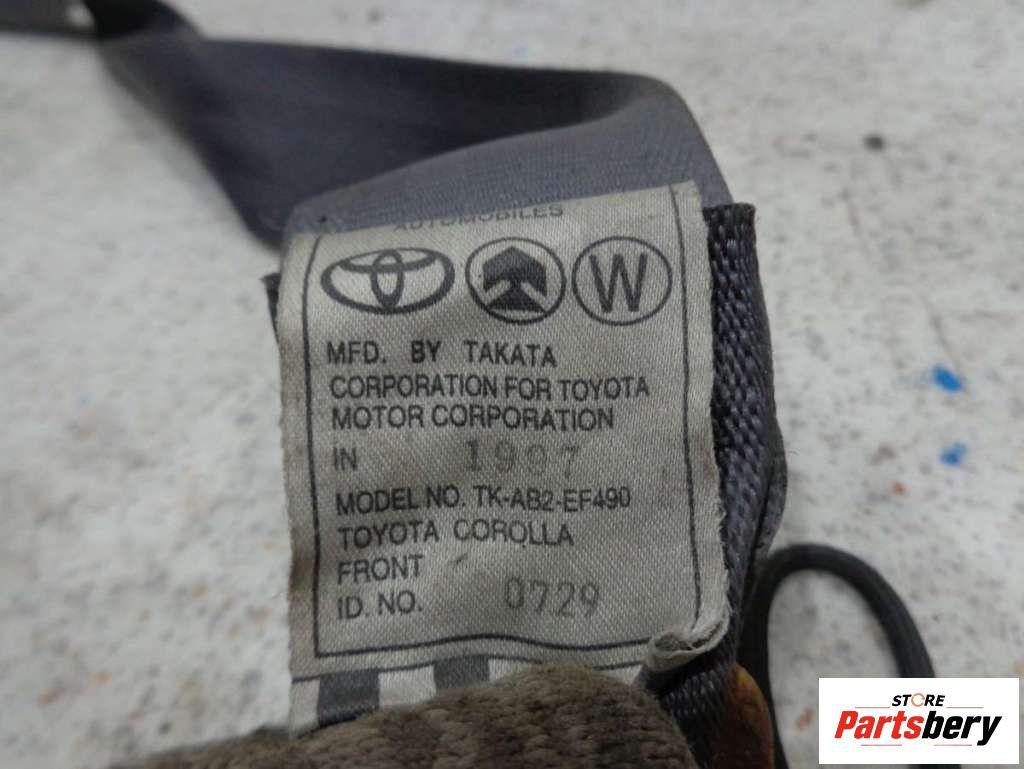 AUTOMOBILES
W
MFD. BY TAKATA
CORPORATION FOR TOYOTA
MOTOR CORPORATION
IN 1997
MODEL NO. TK-AB2-EF490
TOYOTA COROLLA
FRONT
ID. NO. 0729
STORE
Partsbery